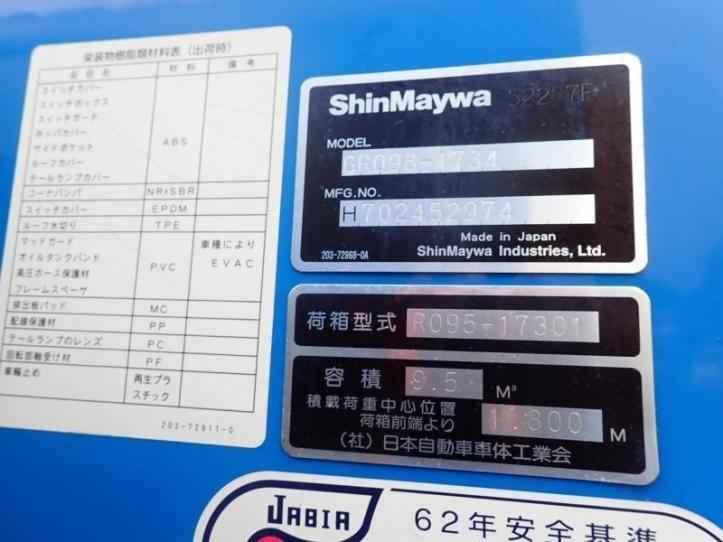 架装物樹脂類材料表（出荷時）
部品名 材料 備考
スイッチカバー
スイッチボックス
スイッチガード
ホッパカバー
サイドポケット
ルーフカバー
テールランプカバー
ABS
コードバンパ NR|SBR
スイッチカバー EPDM
ルーフ水切り TPE
マッドガード
オイルタンクバンド
高圧ホース保護材
フレームスペーサ
PVC
車種により
EVAC
排出板パッド MC
配線保護材 PP
テールランプのレンズ PC
回転部軸受け材 PF
車輪止め 再生プラ
スチック
203-72911-0
ShinMaywa
MODEL
GR098-1734
MFG.NO.
H702452974
Made in Japan
203-72968-0A ShinMaywa Industries, Ltd.
荷箱型式 R095-17301
容積 9.5 M³
積載荷重中心位置
荷箱前端より 1.800 M
（社）日本自動車車体工業会
JABIA
62年安全基準